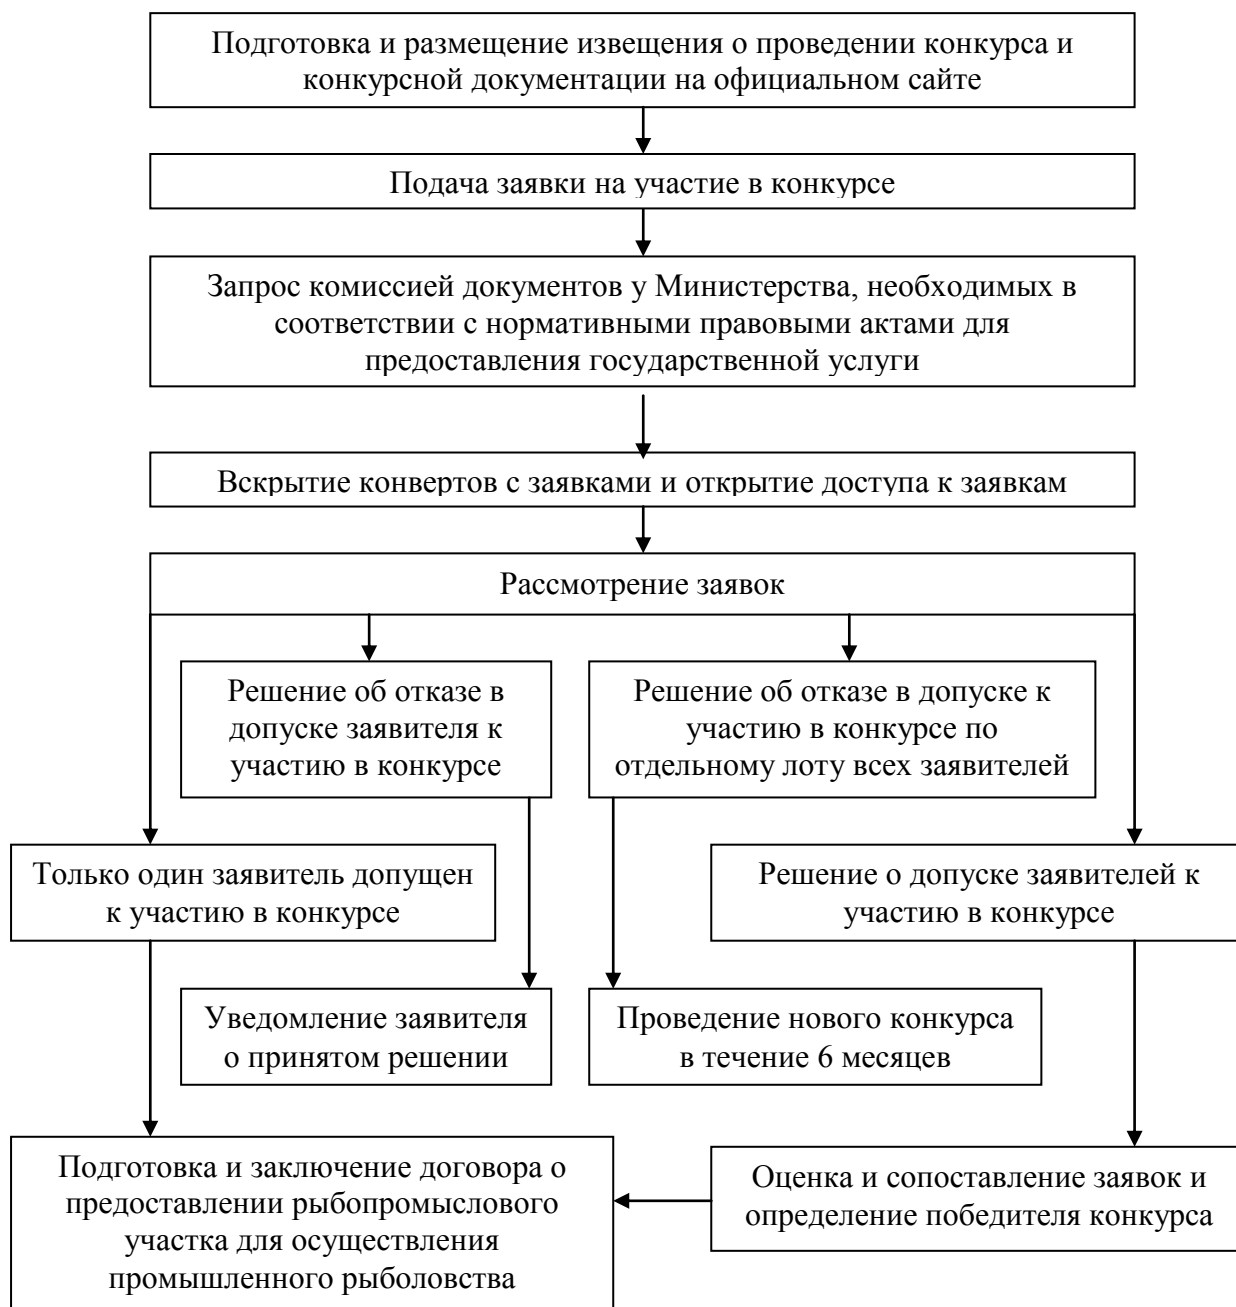 Подготовка и размещение извещения о проведении конкурса и
конкурсной документации на официальном сайте
Подача заявки на участие в конкурсе
Запрос комиссией документов у Министерства, необходимых в
соответствии с нормативными правовыми актами для
предоставления государственной услуги
Вскрытие конвертов с заявками и открытие доступа к заявкам
Рассмотрение заявок
Решение об отказе в
допуске заявителя к
участию в конкурсе
Решение об отказе в допуске к
участию в конкурсе по
отдельному лоту всех заявителей
Только один заявитель допущен
к участию в конкурсе
Решение о допуске заявителей к
участию в конкурсе
Уведомление заявителя
о принятом решении
Проведение нового конкурса
в течение 6 месяцев
Подготовка и заключение договора о
предоставлении рыбопромыслового
участка для осуществления
промышленного рыболовства
Оценка и сопоставление заявок и
определение победителя конкурса